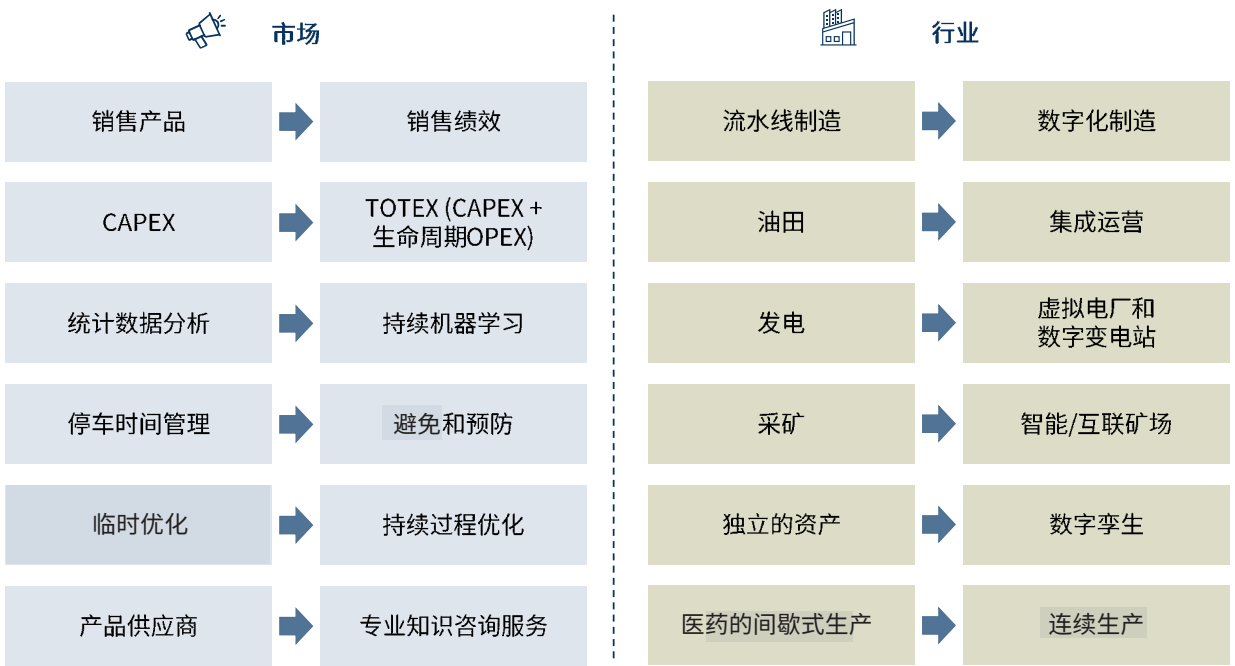 市场
销售产品
销售绩效
CAPEX
TOTEX (CAPEX +
生命周期OPEX)
统计数据分析
持续机器学习
停车时间管理
避免和预防
临时优化
持续过程优化
产品供应商
专业知识咨询服务
行业
流水线制造
数字化制造
油田
集成运营
发电
虚拟电厂和
数字变电站
采矿
智能/互联矿场
独立的资产
数字孪生
医药的间歇式生产
连续生产